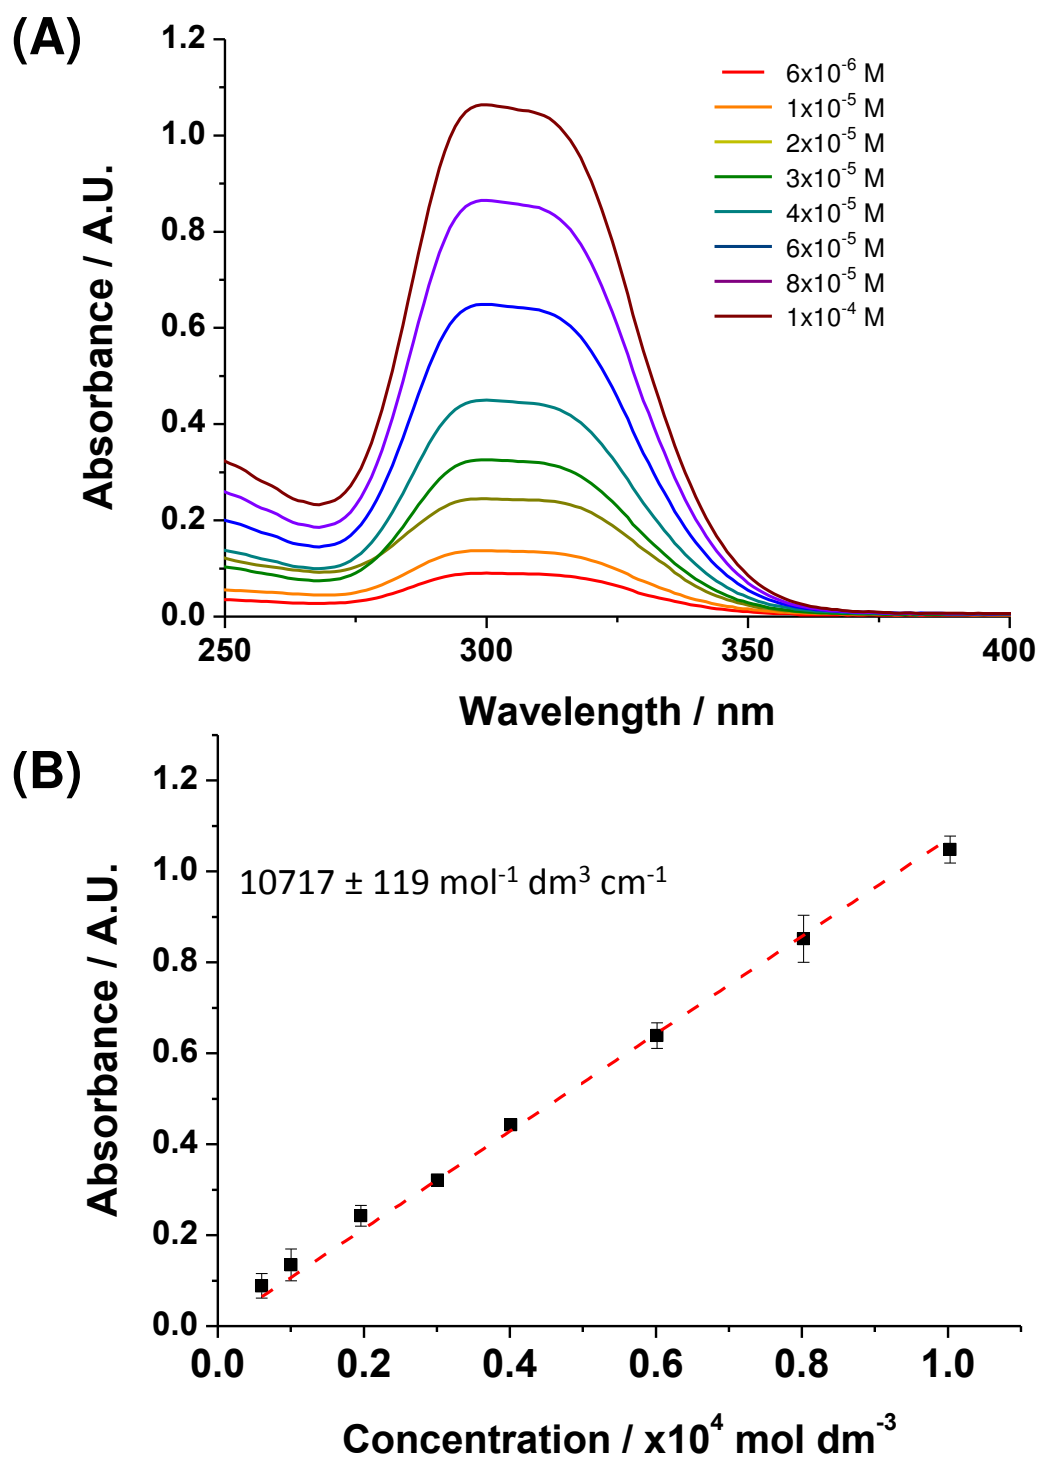 (A)
1.2
1.0
0.8
0.6
0.4
0.2
0.0
Absorbance / A.U.
6x10⁻⁶ M
1x10⁻⁵ M
2x10⁻⁵ M
3x10⁻⁵ M
4x10⁻⁵ M
6x10⁻⁵ M
8x10⁻⁵ M
1x10⁻⁴ M
250 300 350 400
Wavelength / nm
(B)
1.2
1.0
0.8
0.6
0.4
0.2
0.0
Absorbance / A.U.
10717 ± 119 mol⁻¹ dm³ cm⁻¹
0.0 0.2 0.4 0.6 0.8 1.0
Concentration / x10⁴ mol dm⁻³